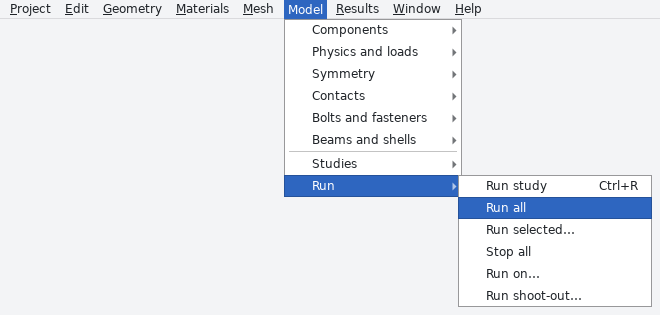 Project Edit Geometry Materials Mesh Model Results Window Help
Components
Physics and loads
Symmetry
Contacts
Bolts and fasteners
Beams and shells
Studies
Run
Run study Ctrl+R
Run all
Run selected...
Stop all
Run on...
Run shoot-out...